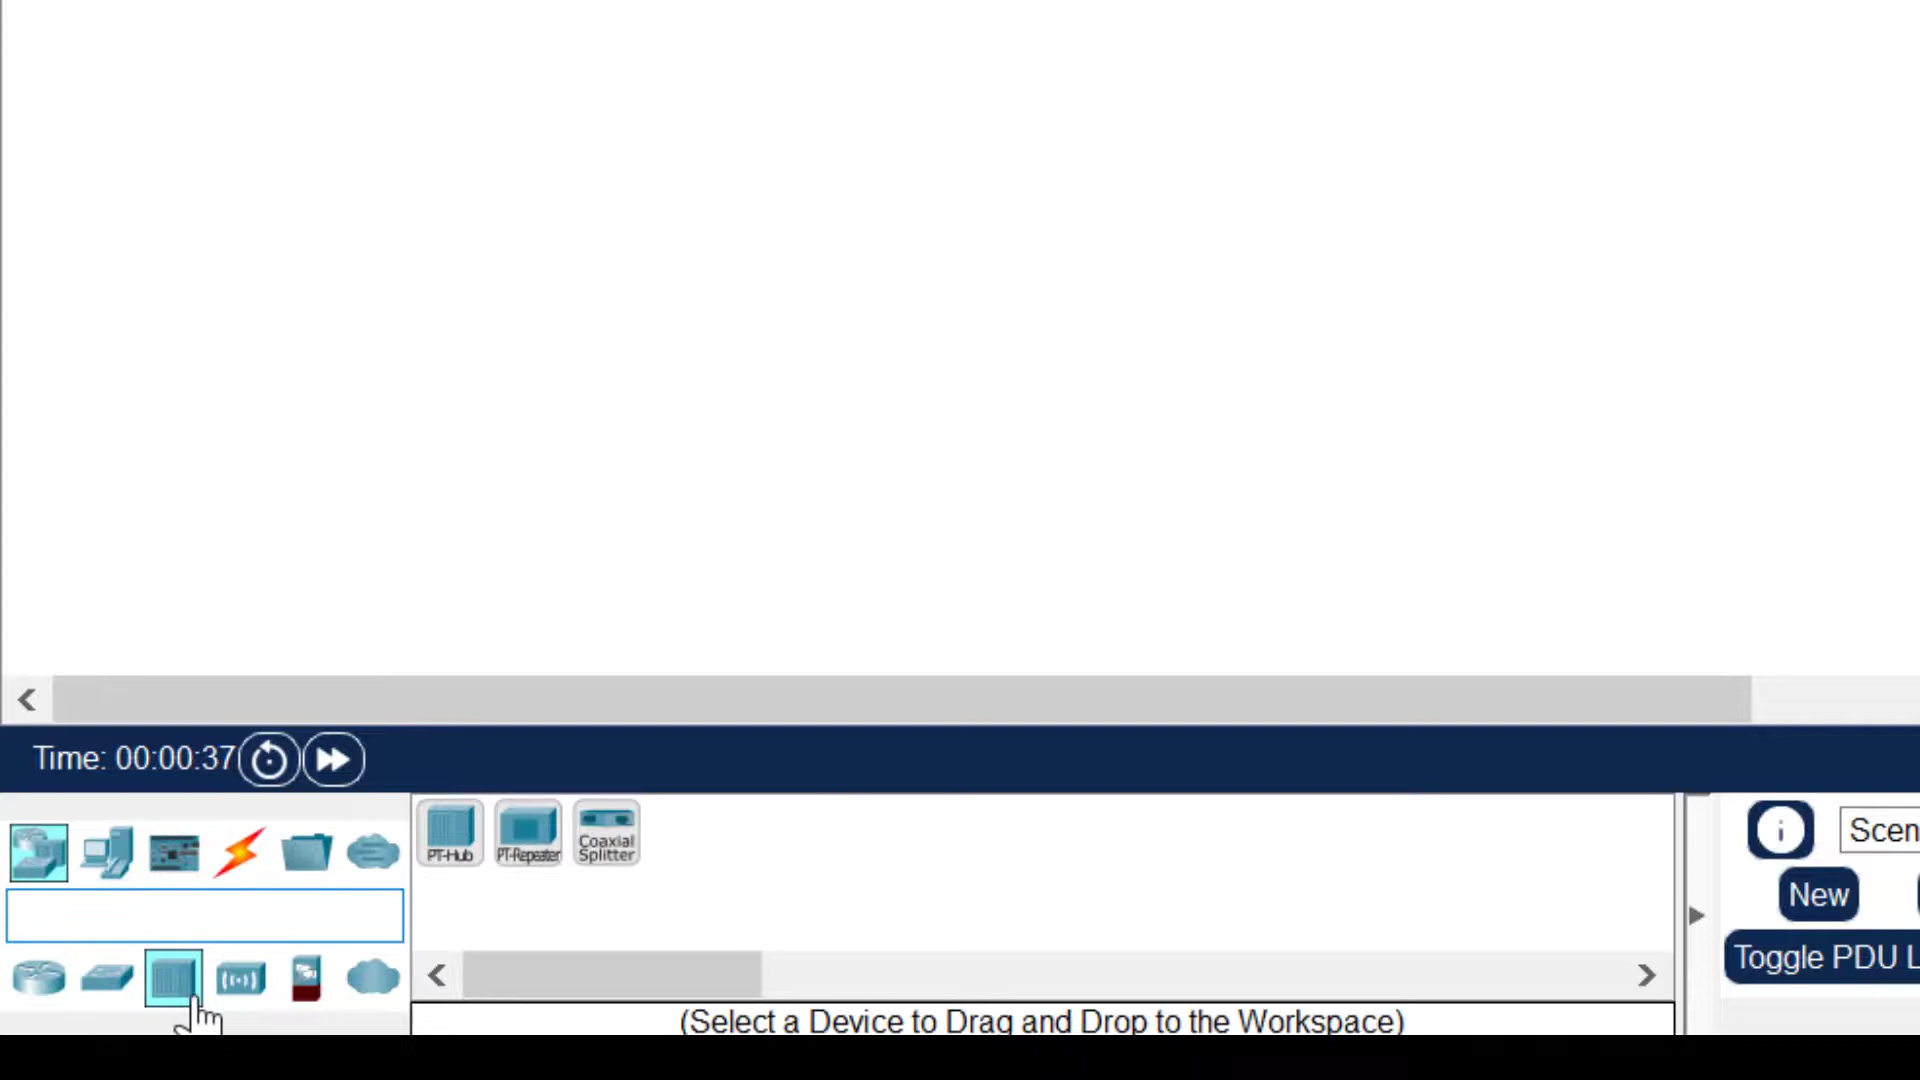 Time: 00:00:37
PT-Hub
PT-Repeater
Coaxial
Splitter
Scen
New
Toggle PDU L
(Select a Device to Drag and Drop to the Workspace)